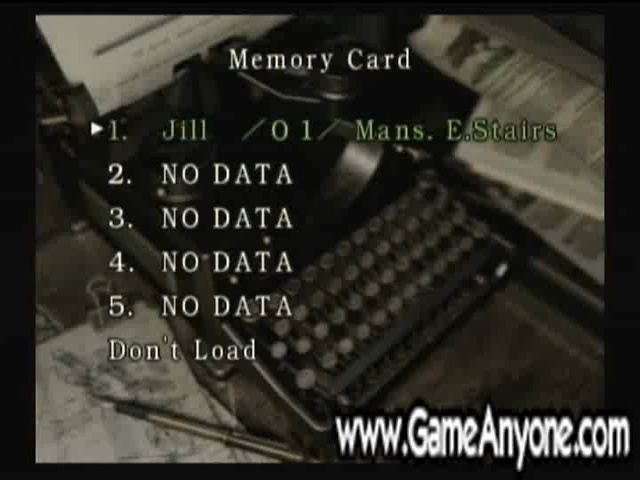 Memory Card
1. Jill /01/ Mans. E.Stairs
2. NO DATA
3. NO DATA
4. NO DATA
5. NO DATA
Don't Load
www.GameAnyone.com